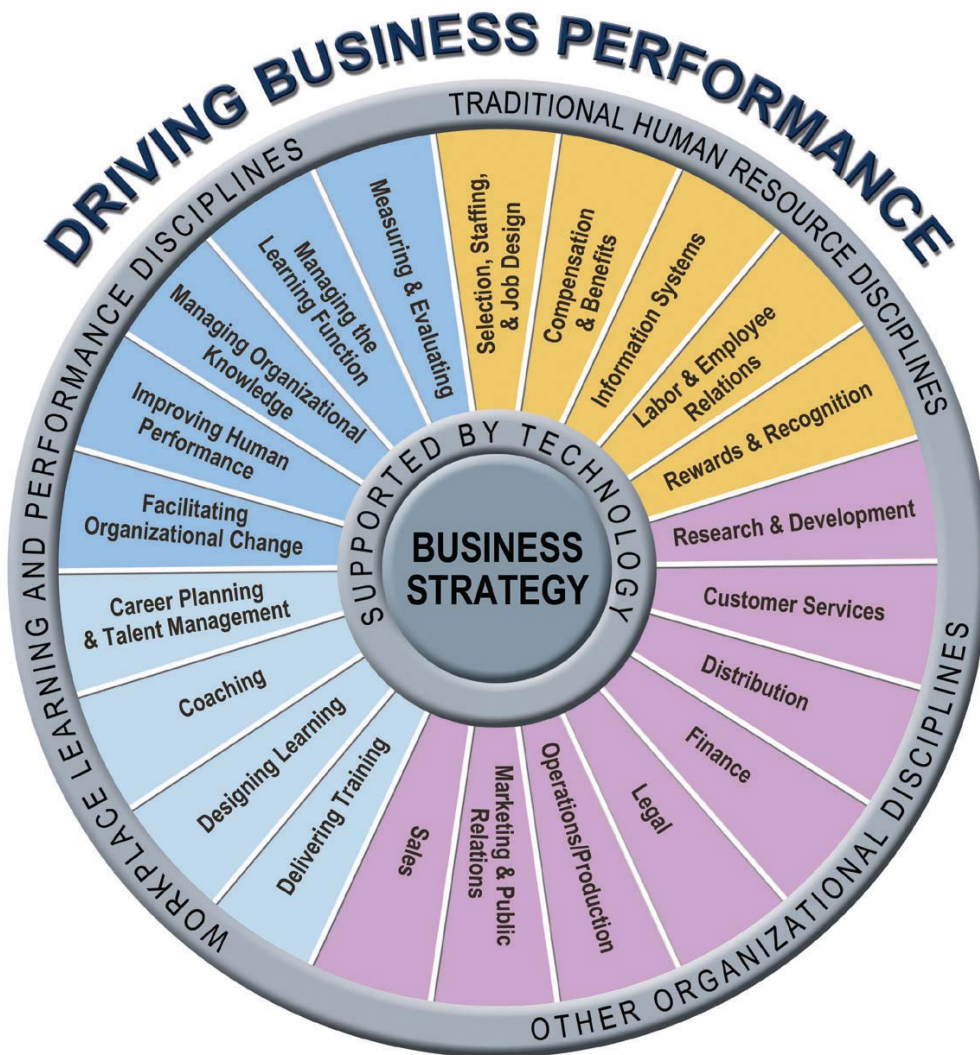 DRIVING BUSINESS PERFORMANCE
TRADITIONAL HUMAN RESOURCE DISCIPLINES
Selection, Staffing,
& Job Design
Compensation
& Benefits
Information Systems
Labor & Employee
Relations
Rewards & Recognition
OTHER ORGANIZATIONAL DISCIPLINES
Research & Development
Customer Services
Distribution
Finance
Legal
Operations/Production
Marketing & Public
Relations
Sales
WORKPLACE LEARNING AND PERFORMANCE DISCIPLINES
Delivering Training
Designing Learning
Coaching
Career Planning
& Talent Management
Facilitating
Organizational Change
Improving Human
Performance
Managing Organizational
Knowledge
Managing the
Learning Function
Measuring & Evaluating
SUPPORTED BY TECHNOLOGY
BUSINESS
STRATEGY